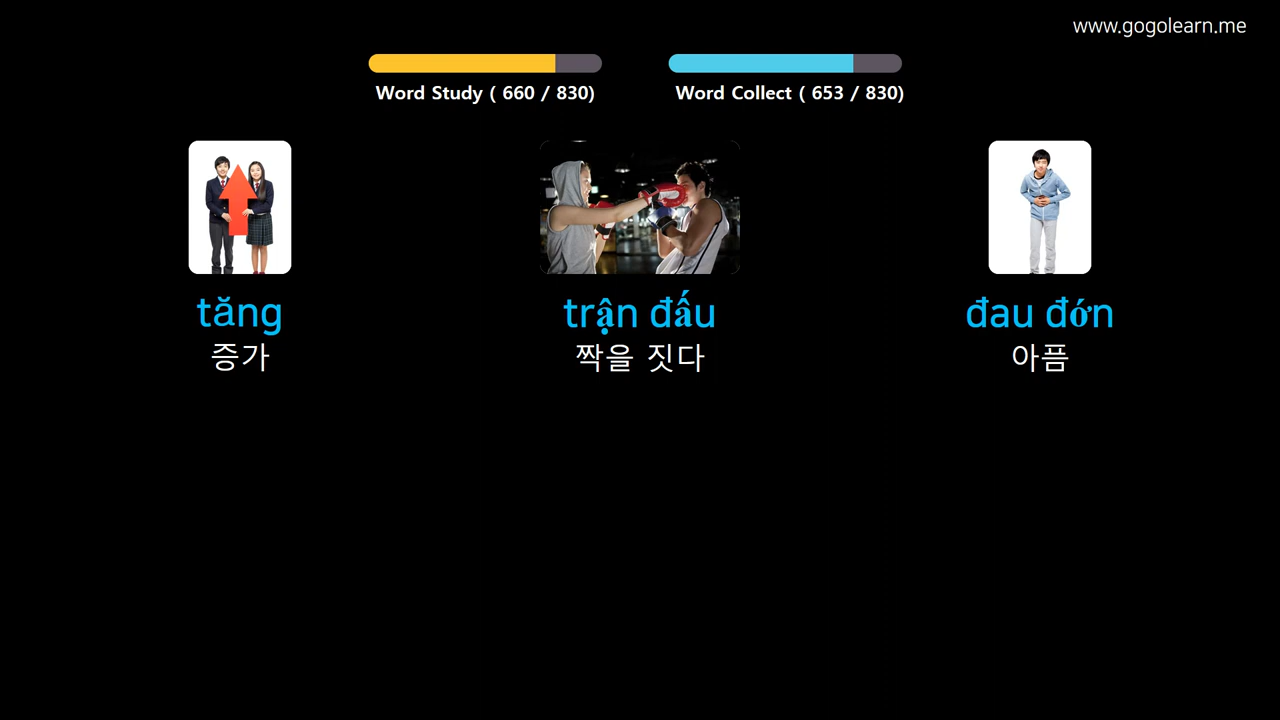 www.gogolearn.me
Word Study ( 660 / 830)
Word Collect ( 653 / 830)
tăng
증가
trận đấu
짝을 짓다
đau đớn
아픔